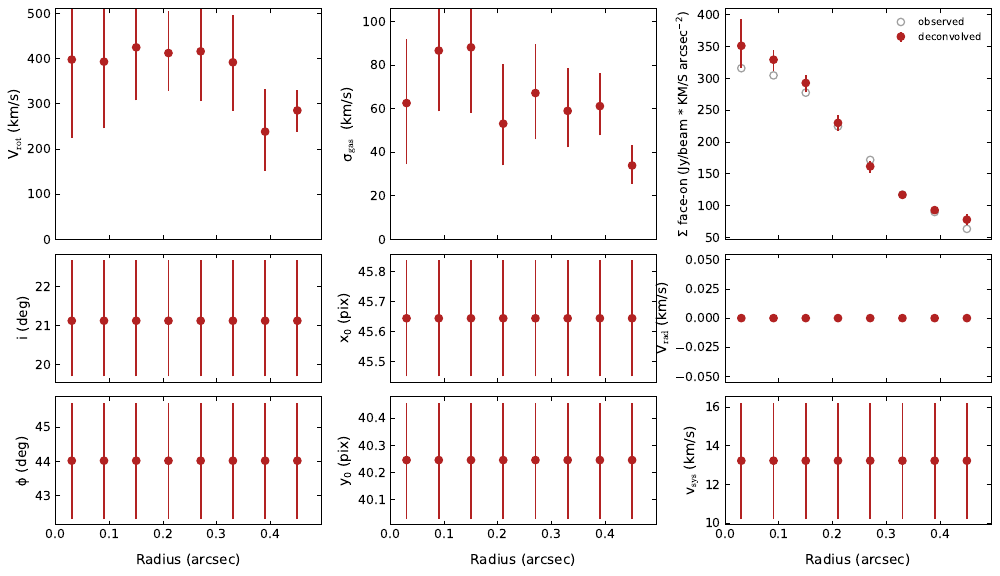 500
400
300
200
100
0
V_rot (km/s)
100
80
60
40
20
0
σ_gas (km/s)
400
350
300
250
200
150
100
50
Σ face-on (Jy/beam * KM/S arcsec⁻²)
observed
deconvolved
22
21
20
i (deg)
45.8
45.7
45.6
45.5
x₀ (pix)
0.050
0.025
0.000
−0.025
−0.050
V_rad (km/s)
45
44
43
ϕ (deg)
0.0 0.1 0.2 0.3 0.4
Radius (arcsec)
40.4
40.3
40.2
40.1
y₀ (pix)
0.0 0.1 0.2 0.3 0.4
Radius (arcsec)
16
14
12
10
v_sys (km/s)
0.0 0.1 0.2 0.3 0.4
Radius (arcsec)